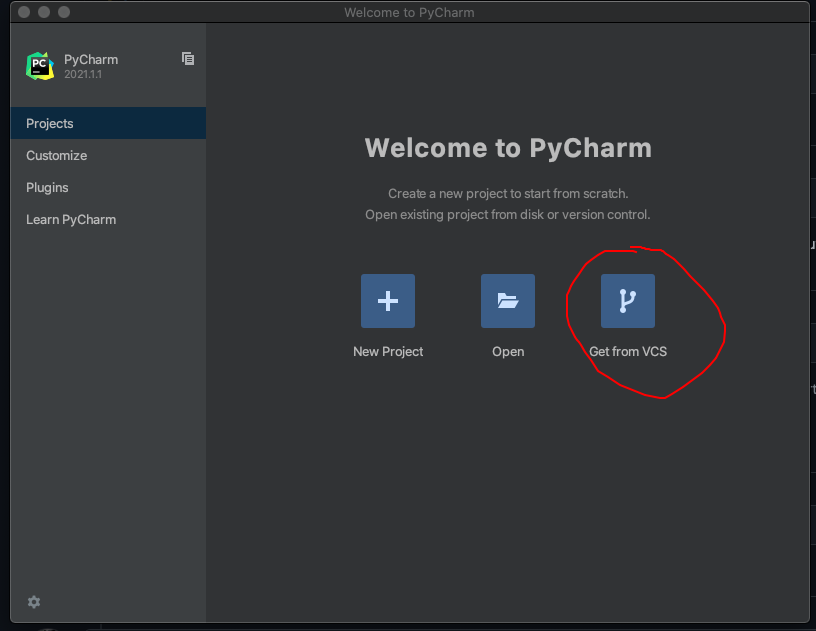 Welcome to PyCharm
PC
PyCharm
2021.1.1
Projects
Customize
Plugins
Learn PyCharm
Welcome to PyCharm
Create a new project to start from scratch.
Open existing project from disk or version control.
New Project
Open
Get from VCS